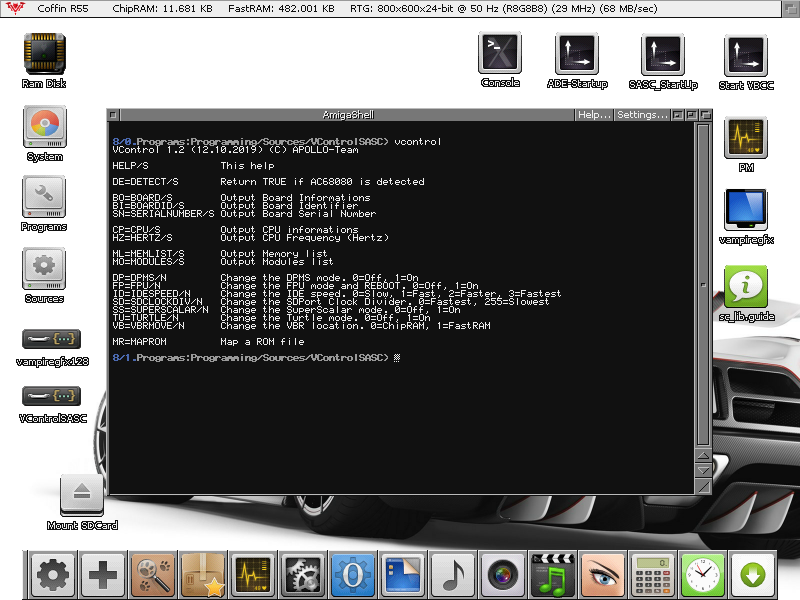 Coffin R55 ChipRAM: 11.681 KB FastRAM: 482.001 KB RTG: 800x600x24-bit @ 50 Hz (R8G8B8) (29 MHz) (68 MB/sec)
Ram Disk
System
Programs
Sources
vampiregfx128
VControlSASC
Mount SDCard
Console
ADE-Startup
SASC_StartUp
Start VBCC
PM
vampiregfx
sc_lib.guide
AmigaShell
Help...
Settings...
8/0.Programs:Programming/Sources/VControlSASC> vcontrol
VControl 1.2 (12.10.2019) (C) APOLLO-Team
HELP/S This help
DE=DETECT/S Return TRUE if AC68080 is detected
BO=BOARD/S Output Board Informations
BI=BOARDID/S Output Board Identifier
SN=SERIALNUMBER/S Output Board Serial Number
CP=CPU/S Output CPU informations
HZ=HERTZ/S Output CPU Frequency (Hertz)
ML=MEMLIST/S Output Memory list
MO=MODULES/S Output Modules list
DP=DPMS/N Change the DPMS mode. 0=Off, 1=On
FP=FPU/N Change the FPU mode and REBOOT. 0=Off, 1=On
ID=IDESPEED/N Change the IDE speed. 0=Slow, 1=Fast, 2=Faster, 3=Fastest
SD=SDCLOCKDIV/N Change the SDPort Clock Divider. 0=Fastest, 255=Slowest
SS=SUPERSCALAR/N Change the SuperScalar mode. 0=Off, 1=On
TU=TURTLE/N Change the Turtle mode. 0=Off, 1=On
VB=VBRMOVE/N Change the VBR location. 0=ChipRAM, 1=FastRAM
MR=MAPROM Map a ROM file
8/1.Programs:Programming/Sources/VControlSASC>